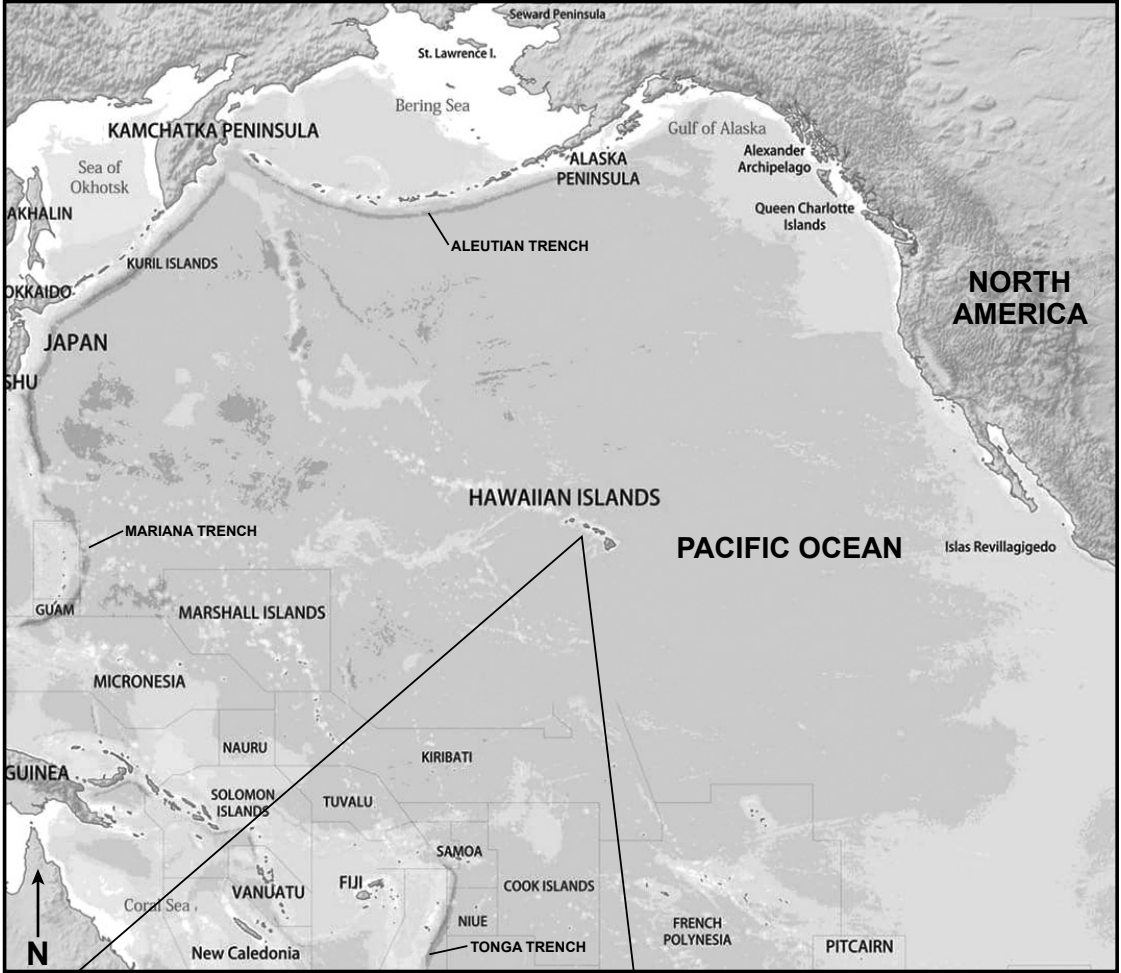 Seward Peninsula
St. Lawrence I.
Bering Sea
KAMCHATKA PENINSULA
Gulf of Alaska
Sea of
Okhotsk
ALASKA
PENINSULA
Alexander
Archipelago
AKHALIN
Queen Charlotte
Islands
ALEUTIAN TRENCH
KURIL ISLANDS
OKKAIDO
NORTH
AMERICA
JAPAN
SHU
HAWAIIAN ISLANDS
MARIANA TRENCH
PACIFIC OCEAN
Islas Revillagigedo
GUAM
MARSHALL ISLANDS
MICRONESIA
NAURU
KIRIBATI
GUINEA
SOLOMON
ISLANDS
TUVALU
SAMOA
FIJI
COOK ISLANDS
VANUATU
Coral Sea
NIUE
FRENCH
POLYNESIA
N
New Caledonia
TONGA TRENCH
PITCAIRN